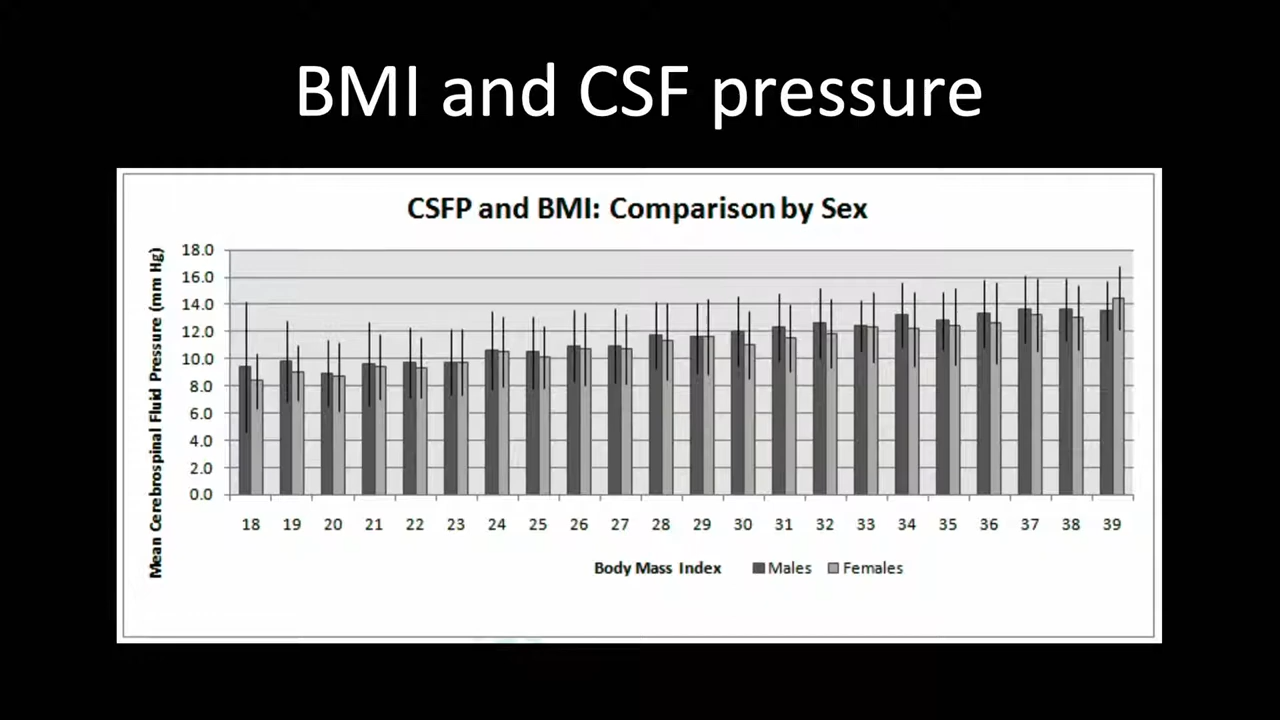 BMI and CSF pressure
CSFP and BMI: Comparison by Sex
Mean Cerebrospinal Fluid Pressure (mm Hg)
18.0
16.0
14.0
12.0
10.0
8.0
6.0
4.0
2.0
0.0
18 19 20 21 22 23 24 25 26 27 28 29 30 31 32 33 34 35 36 37 38 39
Body Mass Index Males Females